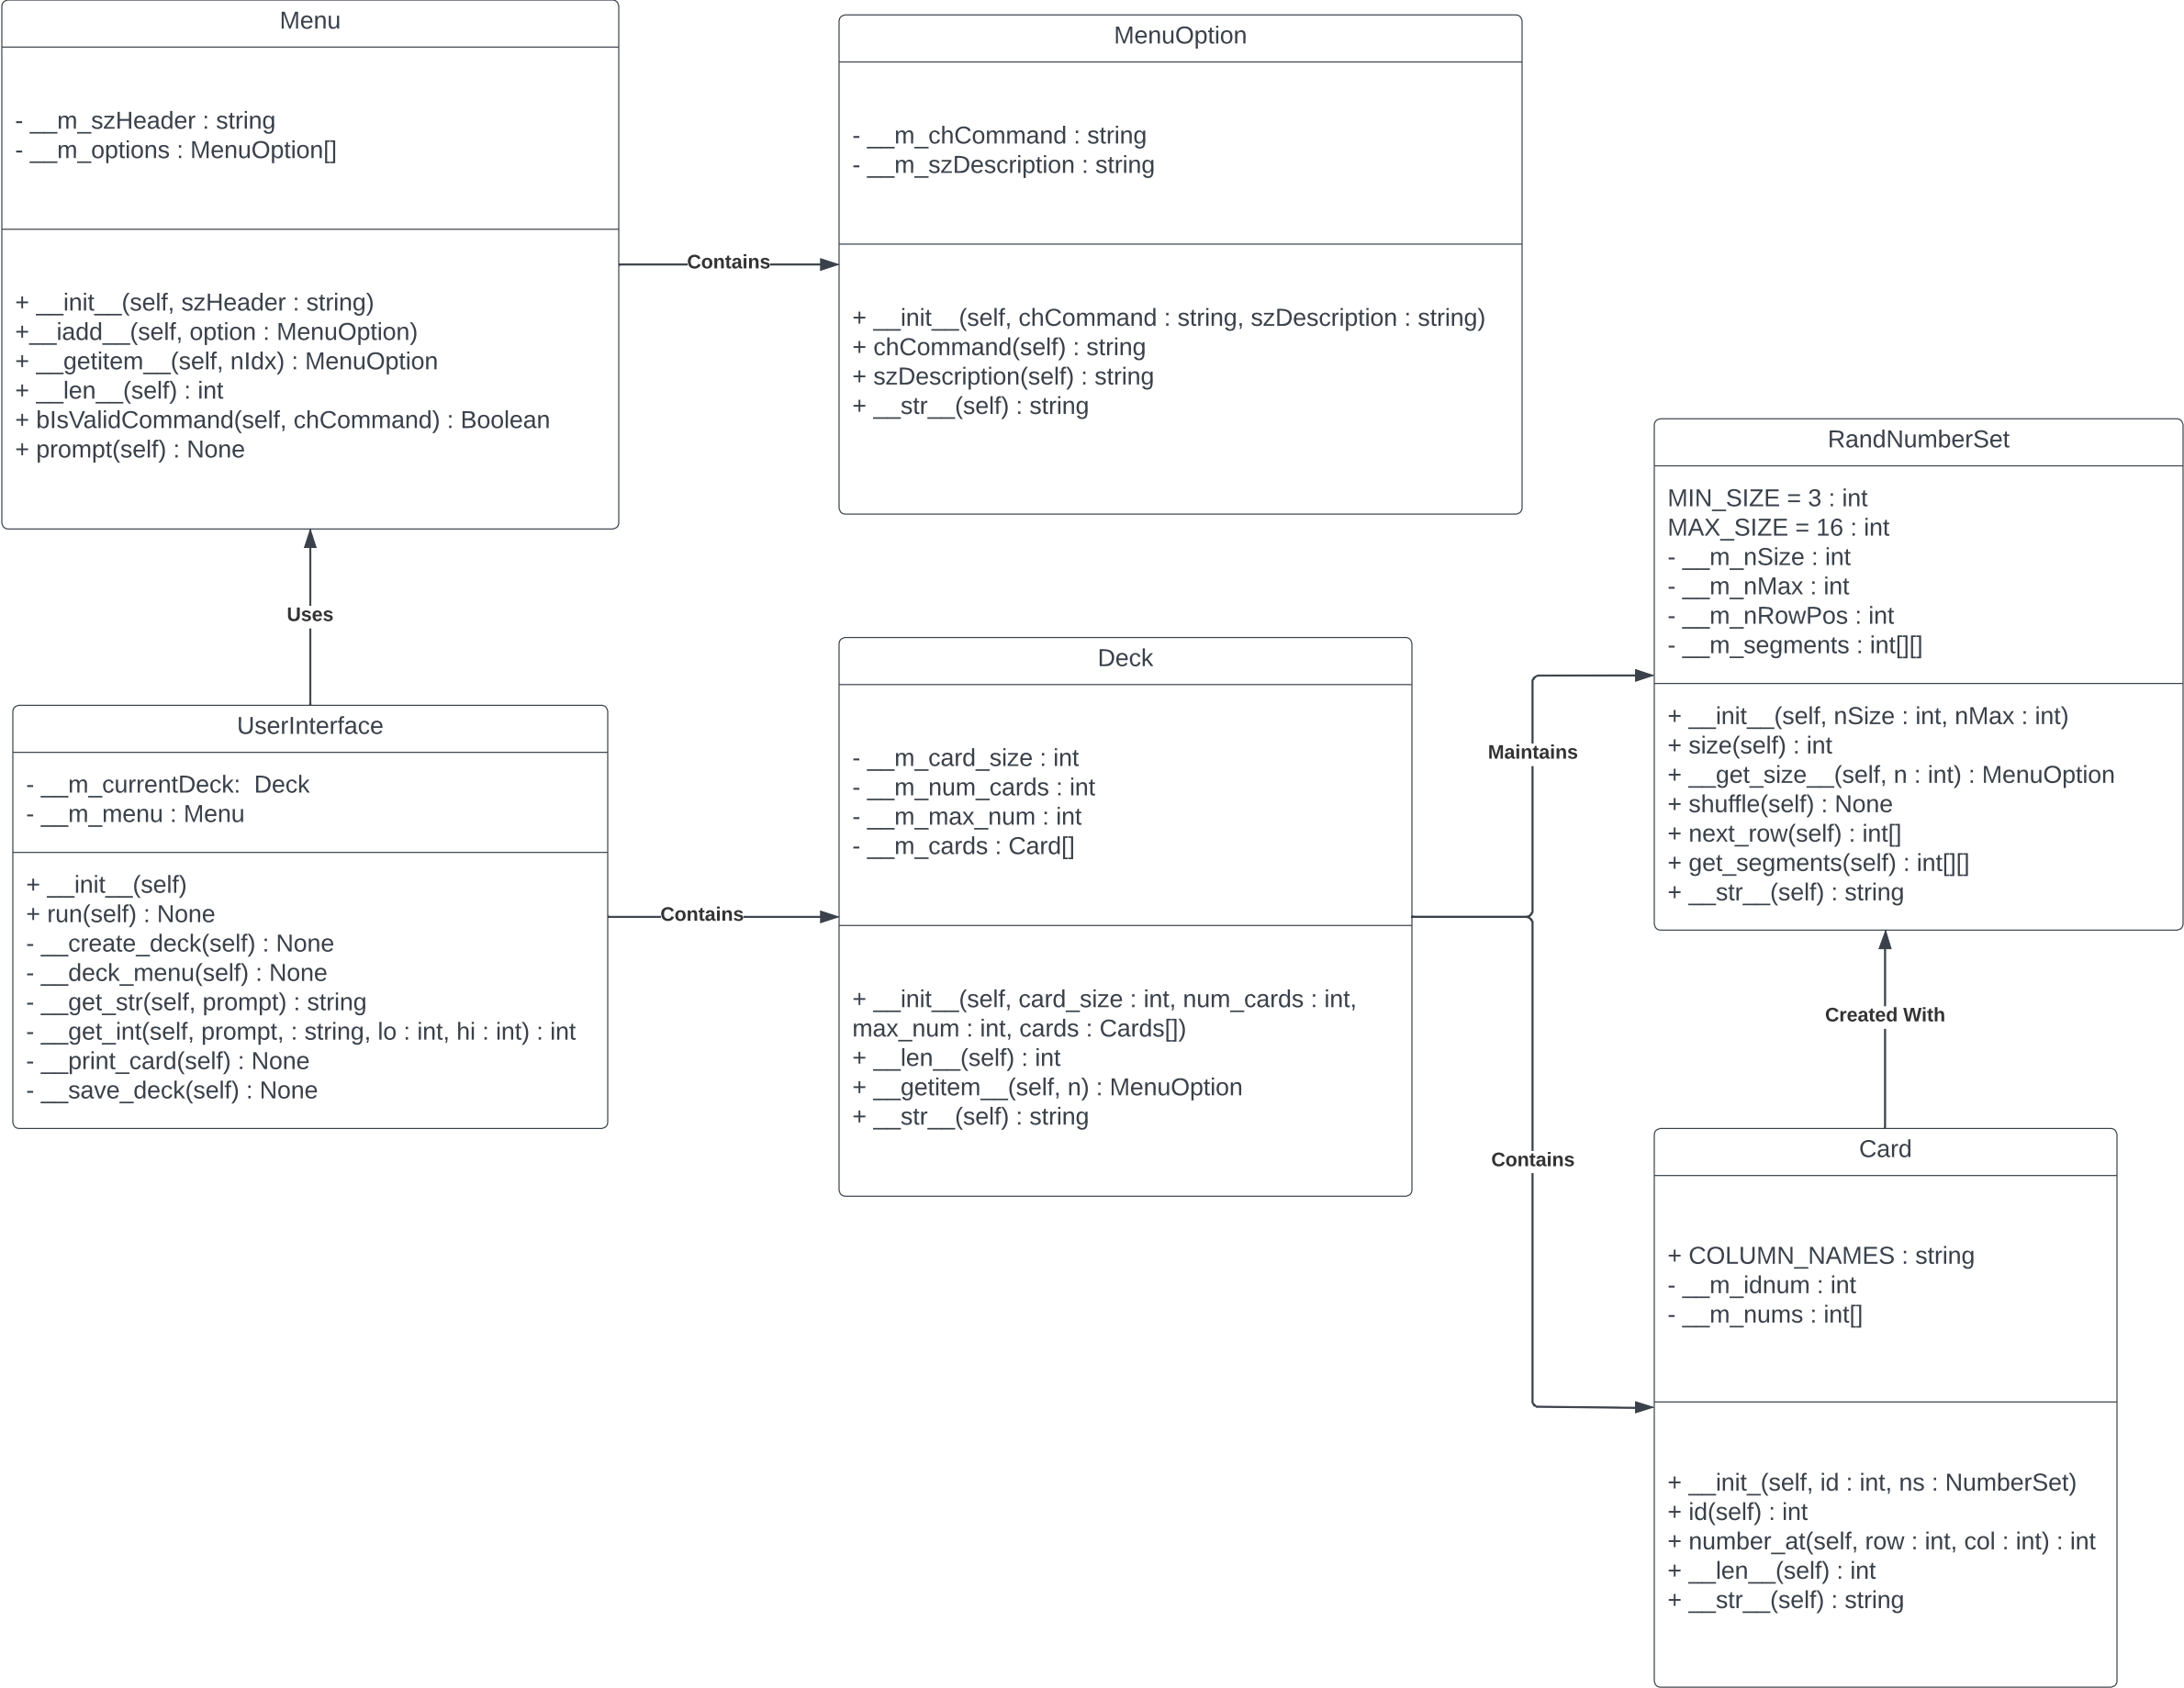 Menu
- __m_szHeader : string
- __m_options : MenuOption[]
+ __init__(self, szHeader : string)
+__iadd__(self, option : MenuOption)
+ __getitem__(self, nIdx) : MenuOption
+ __len__(self) : int
+ bIsValidCommand(self, chCommand) : Boolean
+ prompt(self) : None
Contains
MenuOption
- __m_chCommand : string
- __m_szDescription : string
+ __init__(self, chCommand : string, szDescription : string)
+ chCommand(self) : string
+ szDescription(self) : string
+ __str__(self) : string
Uses
UserInterface
- __m_currentDeck:  Deck
- __m_menu : Menu
+ __init__(self)
+ run(self) : None
- __create_deck(self) : None
- __deck_menu(self) : None
- __get_str(self, prompt) : string
- __get_int(self, prompt, : string, lo : int, hi : int) : int
- __print_card(self) : None
- __save_deck(self) : None
Contains
Deck
- __m_card_size : int
- __m_num_cards : int
- __m_max_num : int
- __m_cards : Card[]
+ __init__(self, card_size : int, num_cards : int,
max_num : int, cards : Cards[])
+ __len__(self) : int
+ __getitem__(self, n) : MenuOption
+ __str__(self) : string
Maintains
Contains
RandNumberSet
MIN_SIZE = 3 : int
MAX_SIZE = 16 : int
- __m_nSize : int
- __m_nMax : int
- __m_nRowPos : int
- __m_segments : int[][]
+ __init__(self, nSize : int, nMax : int)
+ size(self) : int
+ __get_size__(self, n : int) : MenuOption
+ shuffle(self) : None
+ next_row(self) : int[]
+ get_segments(self) : int[][]
+ __str__(self) : string
Created With
Card
+ COLUMN_NAMES : string
- __m_idnum : int
- __m_nums : int[]
+ __init_(self, id : int, ns : NumberSet)
+ id(self) : int
+ number_at(self, row : int, col : int) : int
+ __len__(self) : int
+ __str__(self) : string